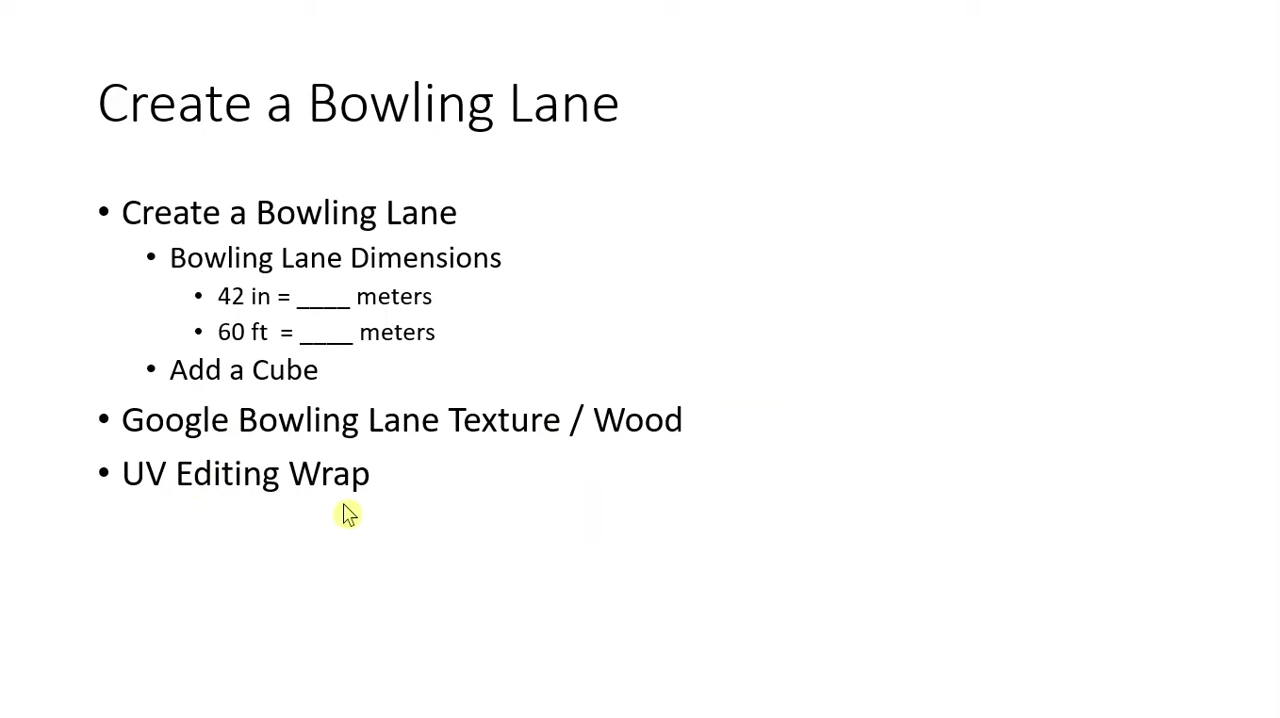 Create a Bowling Lane
• Create a Bowling Lane
• Bowling Lane Dimensions
• 42 in = ____ meters
• 60 ft  = ____ meters
• Add a Cube
• Google Bowling Lane Texture / Wood
• UV Editing Wrap